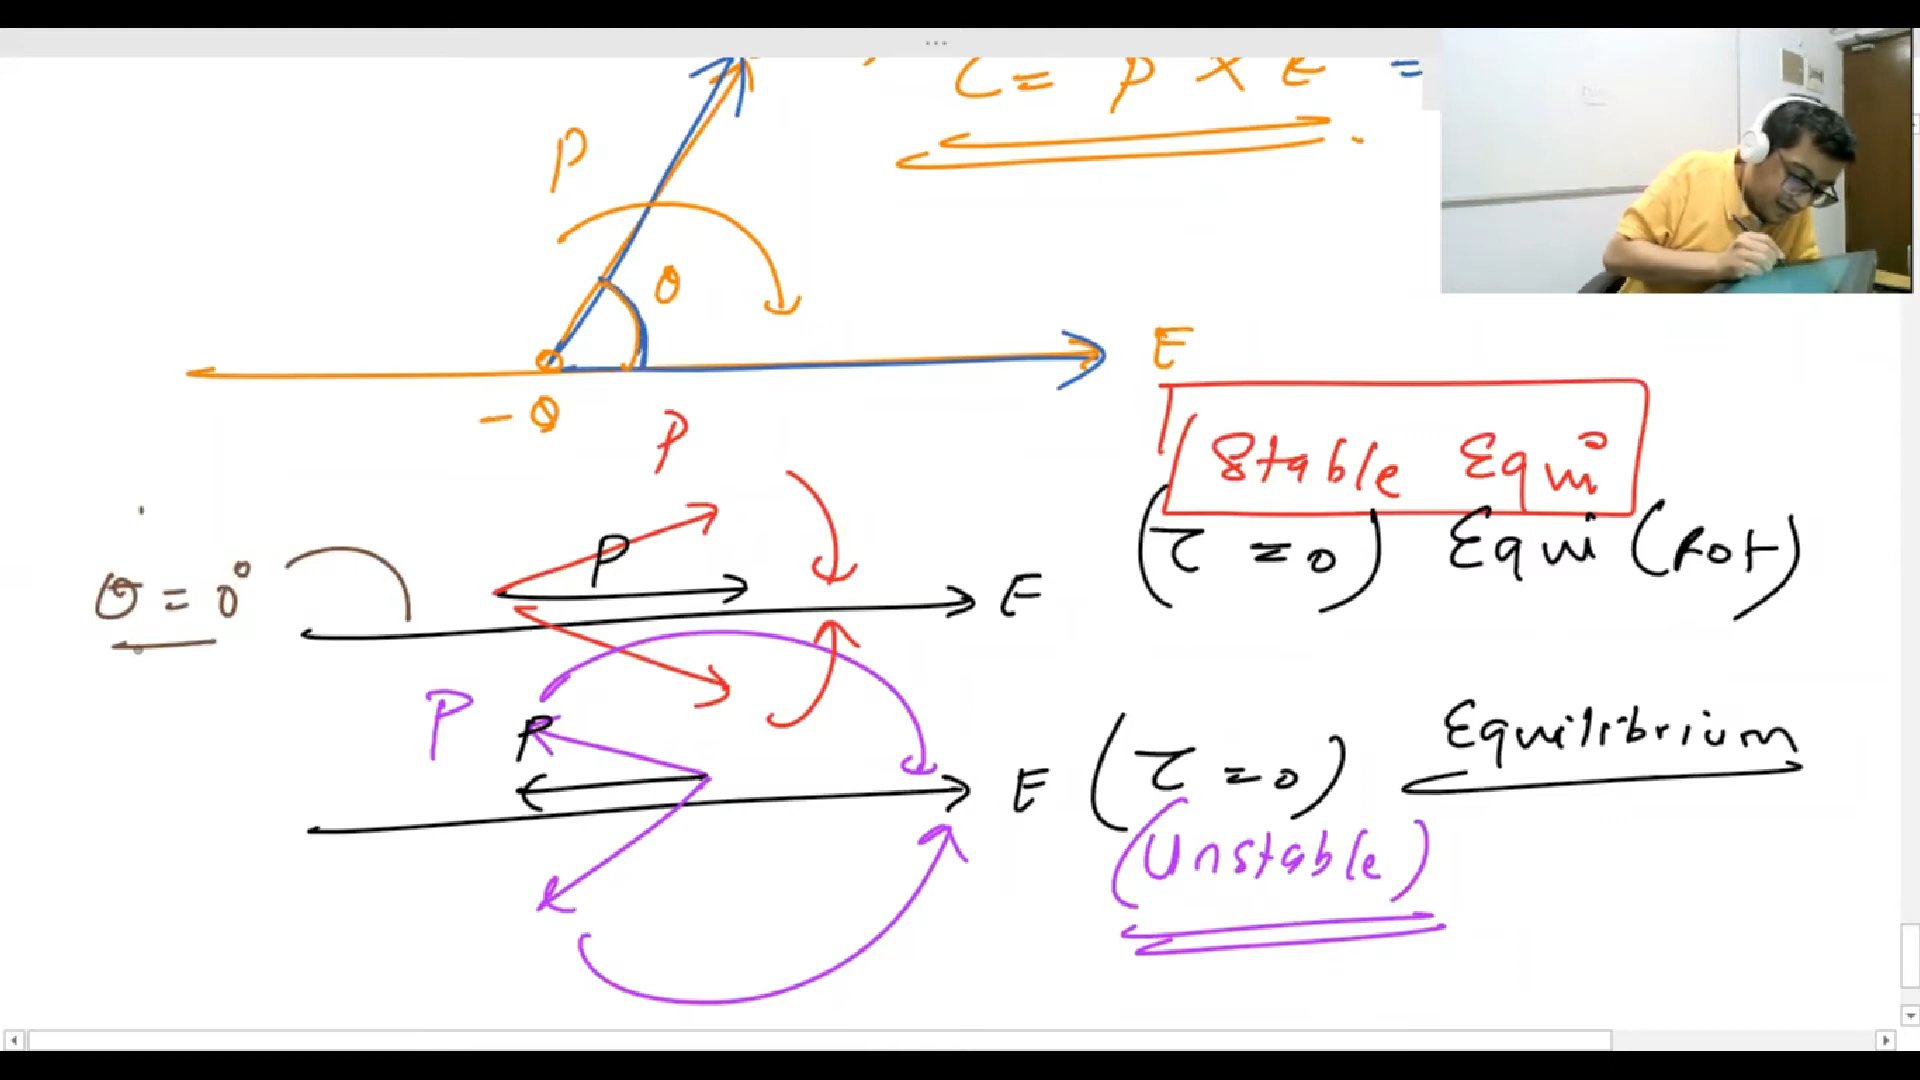 τ = P × E =
P
θ
E
- θ
P
Stable Equi
P
(τ = 0) Equi (Rot)
θ = 0°
E
P
P
Equilibrium
E (τ = 0)
(Unstable)